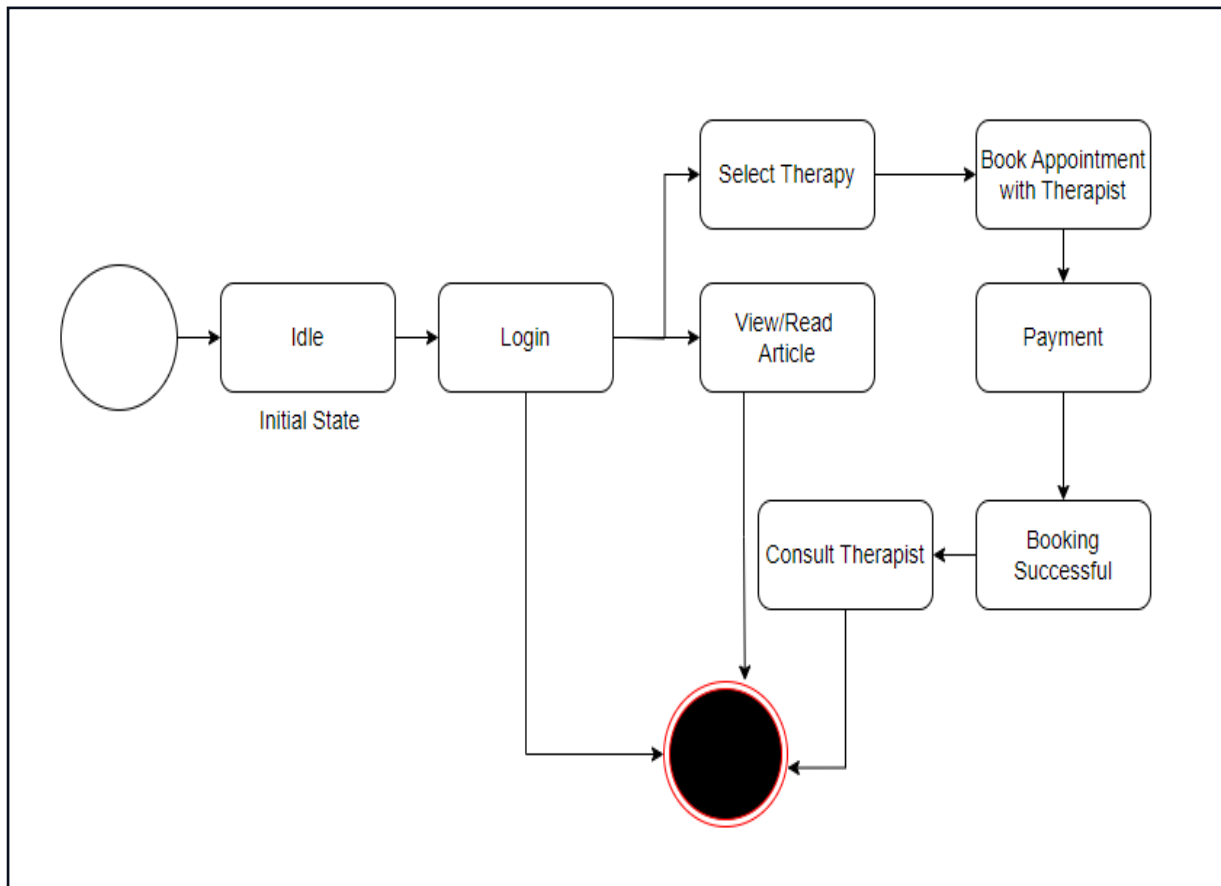 Select Therapy
Book Appointment
with Therapist
Idle
Login
View/Read
Article
Payment
Initial State
Consult Therapist
Booking
Successful